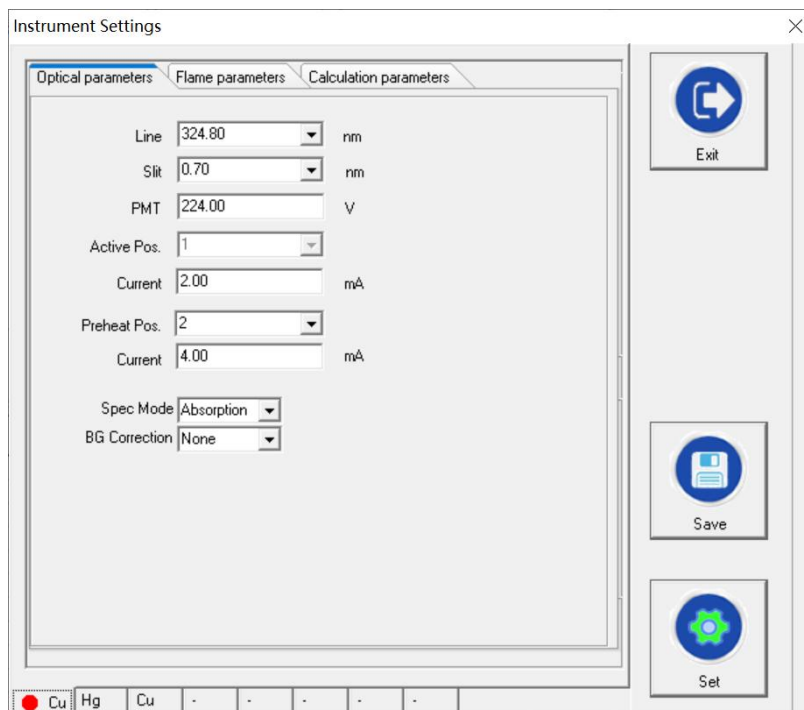 Instrument Settings
Optical parameters Flame parameters Calculation parameters
Line 324.80 nm
Slit 0.70 nm
PMT 224.00 V
Active Pos. 1
Current 2.00 mA
Preheat Pos. 2
Current 4.00 mA
Spec Mode Absorption
BG Correction None
Exit
Save
Set
Cu Hg Cu - - - - -